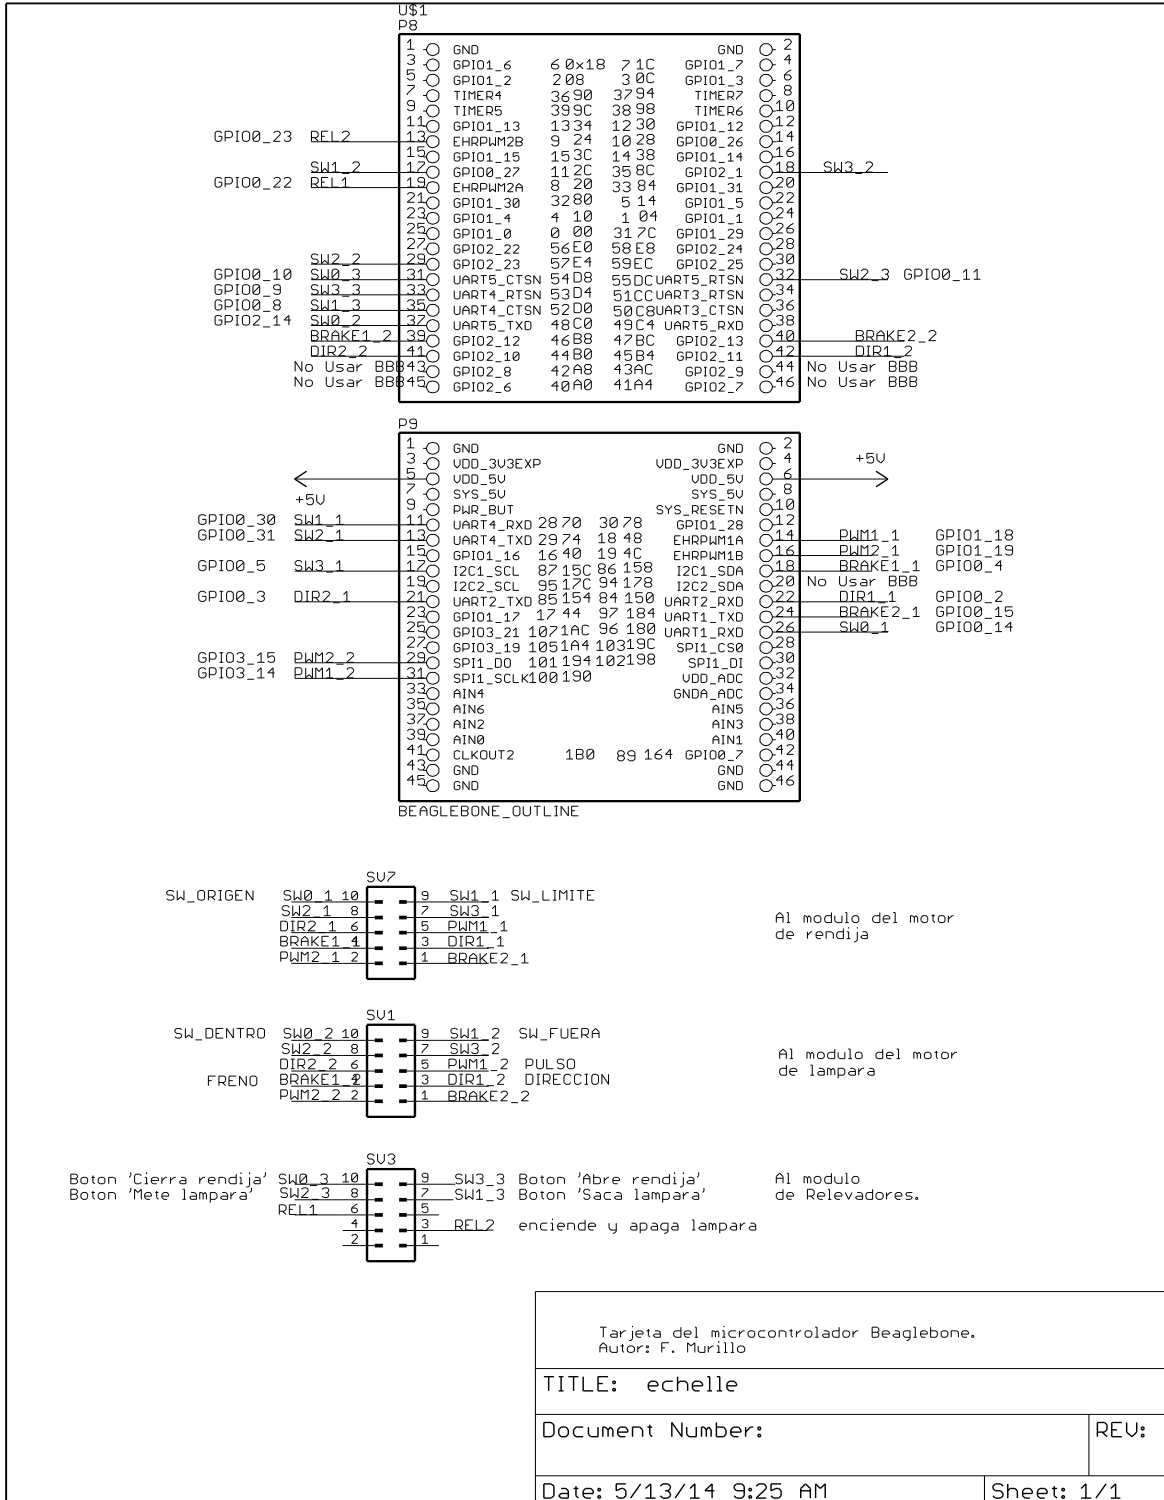 U$1
P8
1 GND GND 2
3 GPIO1_6 6 0x18 7 1C GPIO1_7 4
5 GPIO1_2 2 08 3 0C GPIO1_3 6
7 TIMER4 36 90 37 94 TIMER7 8
9 TIMER5 39 9C 38 98 TIMER6 10
11 GPIO1_13 13 34 12 30 GPIO1_12 12
GPIO0_23 REL2 13 EHRPWM2B 9 24 10 28 GPIO0_26 14
15 GPIO1_15 15 3C 14 38 GPIO1_14 16
SW1_2 17 GPIO0_27 11 2C 35 8C GPIO2_1 18 SW3_2
GPIO0_22 REL1 19 EHRPWM2A 8 20 33 84 GPIO1_31 20
21 GPIO1_30 32 80 5 14 GPIO1_5 22
23 GPIO1_4 4 10 1 04 GPIO1_1 24
25 GPIO1_0 0 00 31 7C GPIO1_29 26
27 GPIO2_22 56 E0 58 E8 GPIO2_24 28
SW2_2 29 GPIO2_23 57 E4 59 EC GPIO2_25 30
GPIO0_10 SW0_3 31 UART5_CTSN 54 D8 55 DC UART5_RTSN 32 SW2_3 GPIO0_11
GPIO0_9 SW3_3 33 UART4_RTSN 53 D4 51 CC UART3_RTSN 34
GPIO0_8 SW1_3 35 UART4_CTSN 52 D0 50 C8 UART3_CTSN 36
GPIO2_14 SW0_2 37 UART5_TXD 48 C0 49 C4 UART5_RXD 38
BRAKE1_2 39 GPIO2_12 46 B8 47 BC GPIO2_13 40 BRAKE2_2
DIR2_2 41 GPIO2_10 44 B0 45 B4 GPIO2_11 42 DIR1_2
No Usar BBB 43 GPIO2_8 42 A8 43 AC GPIO2_9 44 No Usar BBB
No Usar BBB 45 GPIO2_6 40 A0 41 A4 GPIO2_7 46 No Usar BBB
P9
1 GND GND 2
3 VDD_3V3EXP VDD_3V3EXP 4
+5V 5 VDD_5V VDD_5V 6 +5V
7 SYS_5V SYS_5V 8
9 PWR_BUT SYS_RESETN 10
GPIO0_30 SW1_1 11 UART4_RXD 28 70 30 78 GPIO1_28 12
GPIO0_31 SW2_1 13 UART4_TXD 29 74 18 48 EHRPWM1A 14 PWM1_1 GPIO1_18
15 GPIO1_16 16 40 19 4C EHRPWM1B 16 PWM2_1 GPIO1_19
GPIO0_5 SW3_1 17 I2C1_SCL 87 15C 86 158 I2C1_SDA 18 BRAKE1_1 GPIO0_4
19 I2C2_SCL 95 17C 94 178 I2C2_SDA 20 No Usar BBB
GPIO0_3 DIR2_1 21 UART2_TXD 85 154 84 150 UART2_RXD 22 DIR1_1 GPIO0_2
23 GPIO1_17 17 44 97 184 UART1_TXD 24 BRAKE2_1 GPIO0_15
25 GPIO3_21 107 1AC 96 180 UART1_RXD 26 SW0_1 GPIO0_14
27 GPIO3_19 105 1A4 103 19C SPI1_CS0 28
GPIO3_15 PWM2_2 29 SPI1_DO 101 194 102 198 SPI1_DI 30
GPIO3_14 PWM1_2 31 SPI1_SCLK 100 190 VDD_ADC 32
33 AIN4 GNDA_ADC 34
35 AIN6 AIN5 36
37 AIN2 AIN3 38
39 AIN0 AIN1 40
41 CLKOUT2 1B0 89 164 GPIO0_7 42
43 GND GND 44
45 GND GND 46
BEAGLEBONE_OUTLINE
SV7
SW_ORIGEN SW0_1 10 9 SW1_1 SW_LIMITE
SW2_1 8 7 SW3_1
DIR2_1 6 5 PWM1_1
BRAKE1_1 4 3 DIR1_1
PWM2_1 2 1 BRAKE2_1
Al modulo del motor
de rendija
SV1
SW_DENTRO SW0_2 10 9 SW1_2 SW_FUERA
SW2_2 8 7 SW3_2
DIR2_2 6 5 PWM1_2 PULSO
FRENO BRAKE1_2 4 3 DIR1_2 DIRECCION
PWM2_2 2 1 BRAKE2_2
Al modulo del motor
de lampara
SV3
Boton 'Cierra rendija' SW0_3 10 9 SW3_3 Boton 'Abre rendija'
Boton 'Mete lampara' SW2_3 8 7 SW1_3 Boton 'Saca lampara'
REL1 6 5
4 3 REL2 enciende y apaga lampara
2 1
Al modulo
de Relevadores.
Tarjeta del microcontrolador Beaglebone.
Autor: F. Murillo
TITLE: echelle
Document Number:
REV:
Date: 5/13/14 9:25 AM
Sheet: 1/1